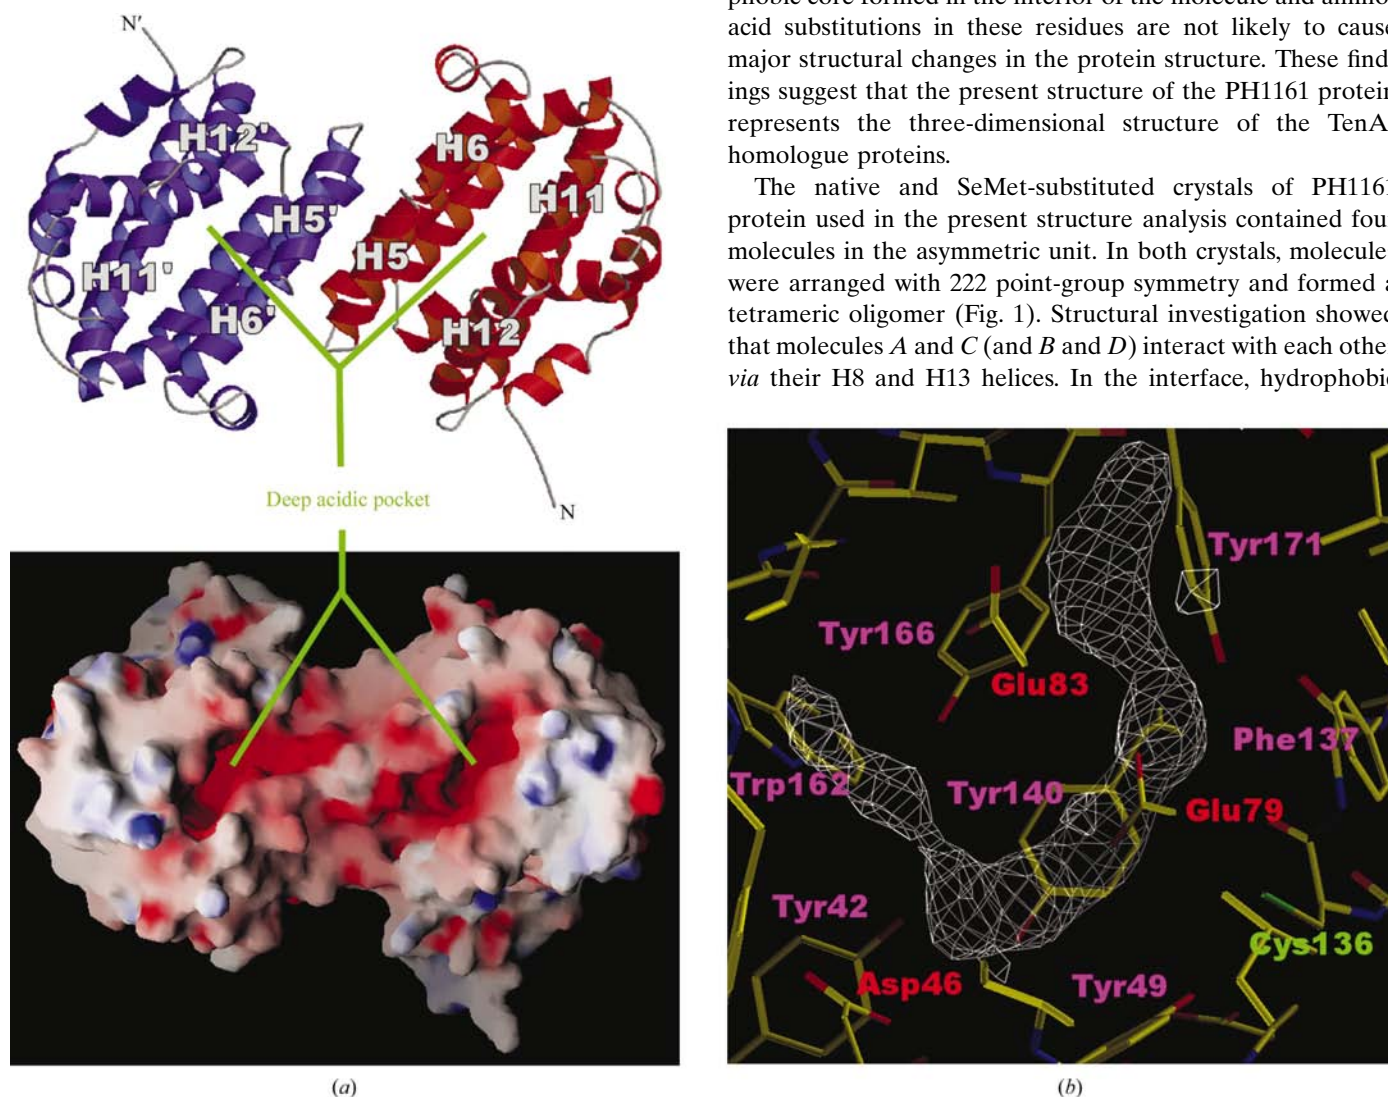 phobic core formed in the interior of the molecule and amino
acid substitutions in these residues are not likely to cause
major structural changes in the protein structure. These find
ings suggest that the present structure of the PH1161 protein
represents the three-dimensional structure of the TenA
homologue proteins.
The native and SeMet-substituted crystals of PH1161
protein used in the present structure analysis contained fou
molecules in the asymmetric unit. In both crystals, molecule
were arranged with 222 point-group symmetry and formed a
tetrameric oligomer (Fig. 1). Structural investigation showed
that molecules A and C (and B and D) interact with each othe
via their H8 and H13 helices. In the interface, hydrophobic
N'
H12'
H5'
H11'
H6'
H6
H11
H5
H12
N
Deep acidic pocket
(a)
Tyr171
Tyr166
Glu83
Phe137
Trp162
Tyr140
Glu79
Tyr42
Cys136
Asp46
Tyr49
(b)